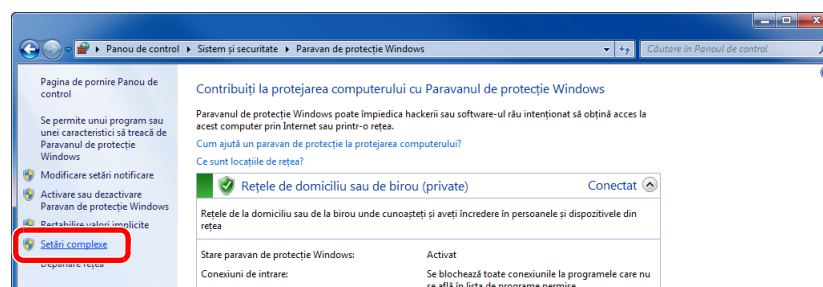 Panou de control ▸ Sistem și securitate ▸ Paravan de protecție Windows
Căutare în Panoul de control
Pagina de pornire Panou de
control
Se permite unui program sau
unei caracteristici să treacă de
Paravanul de protecție
Windows
Modificare setări notificare
Activare sau dezactivare
Paravan de protecție Windows
Restabilire valori implicite
Setări complexe
Depanare rețea
Contribuiți la protejarea computerului cu Paravanul de protecție Windows
Paravanul de protecție Windows poate împiedica hackerii sau software-ul rău intenționat să obțină acces la
acest computer prin Internet sau printr-o rețea.
Cum ajută un paravan de protecție la protejarea computerului?
Ce sunt locațiile de rețea?
Rețele de domiciliu sau de birou (private) Conectat
Rețele de la domiciliu sau de la birou unde cunoașteți și aveți încredere în persoanele și dispozitivele din
rețea
Stare paravan de protecție Windows: Activat
Conexiuni de intrare: Se blochează toate conexiunile la programele care nu
se află în lista de programe permise